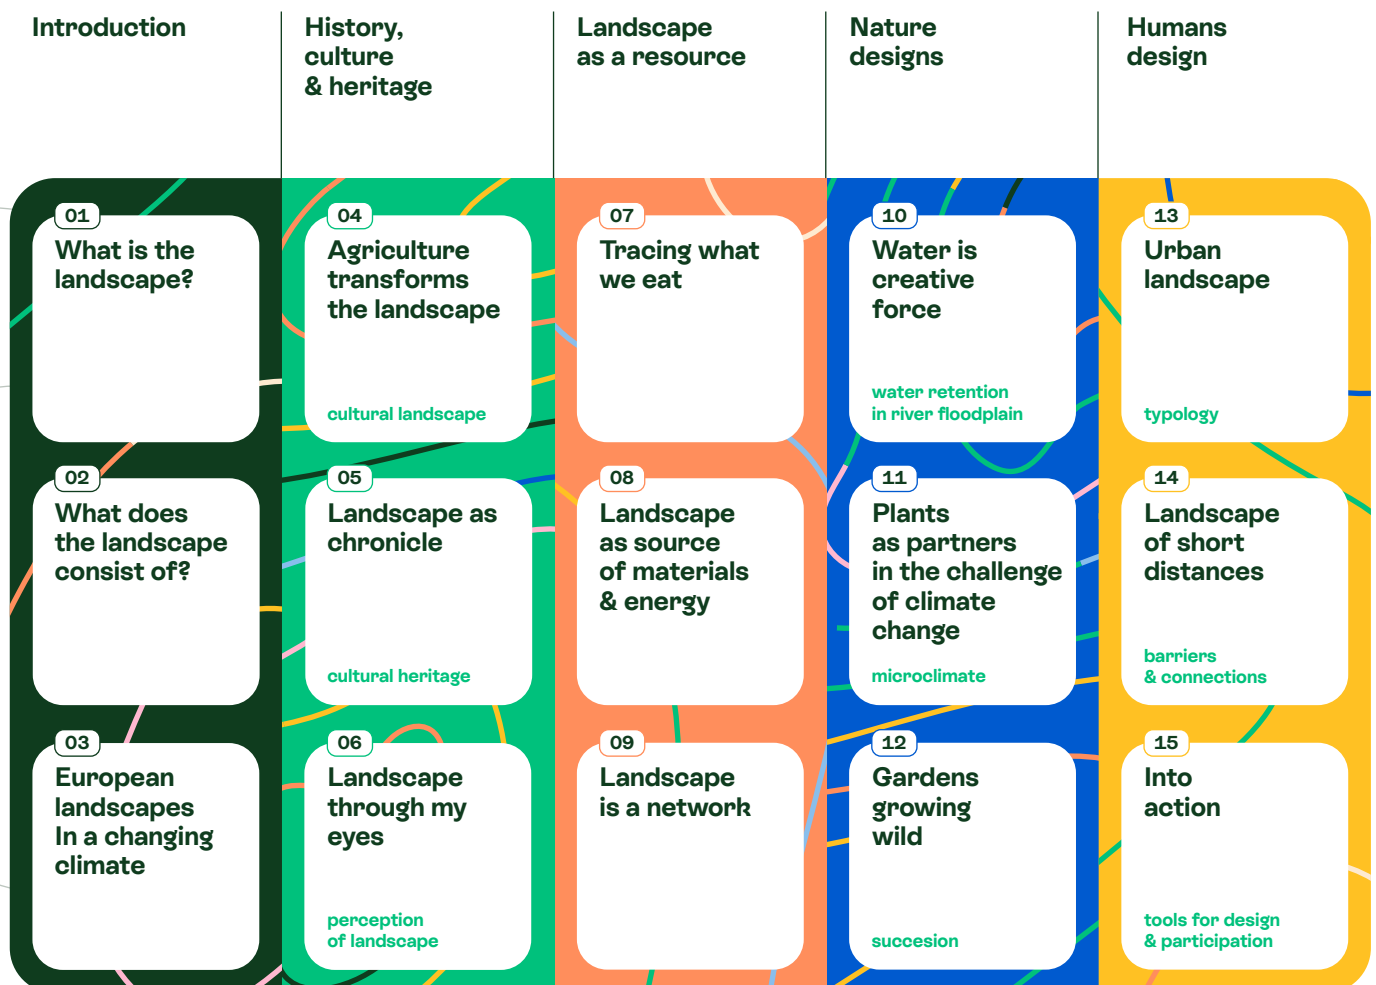 Introduction
History,
culture
& heritage
Landscape
as a resource
Nature
designs
Humans
design
01
What is the
landscape?
02
What does
the landscape
consist of?
03
European
landscapes
In a changing
climate
04
Agriculture
transforms
the landscape
cultural landscape
05
Landscape as
chronicle
cultural heritage
06
Landscape
through my
eyes
perception
of landscape
07
Tracing what
we eat
08
Landscape
as source
of materials
& energy
09
Landscape
is a network
10
Water is
creative
force
water retention
in river floodplain
11
Plants
as partners
in the challenge
of climate
change
microclimate
12
Gardens
growing
wild
succesion
13
Urban
landscape
typology
14
Landscape
of short
distances
barriers
& connections
15
Into
action
tools for design
& participation